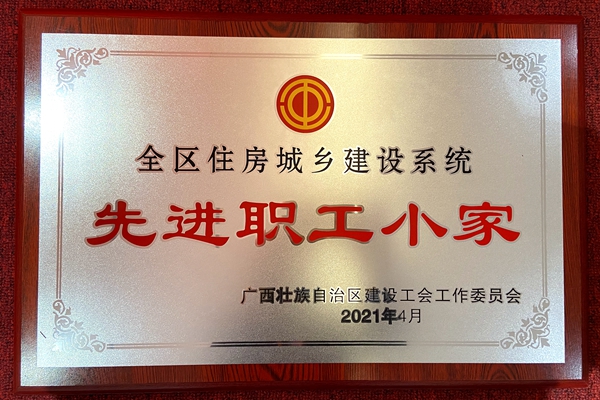 全区住房城乡建设系统
先进职工小家
广西壮族自治区建设工会工作委员会
2021年4月